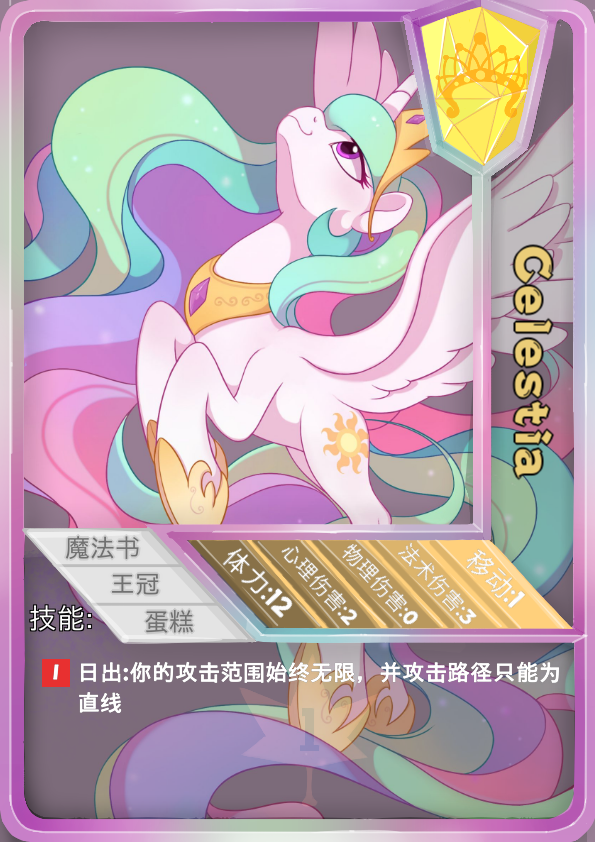 Celestia
魔法书
王冠
蛋糕
体力:12
心理伤害:2
物理伤害:0
法术伤害:3
移动:1
技能:
1 日出:你的攻击范围始终无限，并攻击路径只能为
直线
1